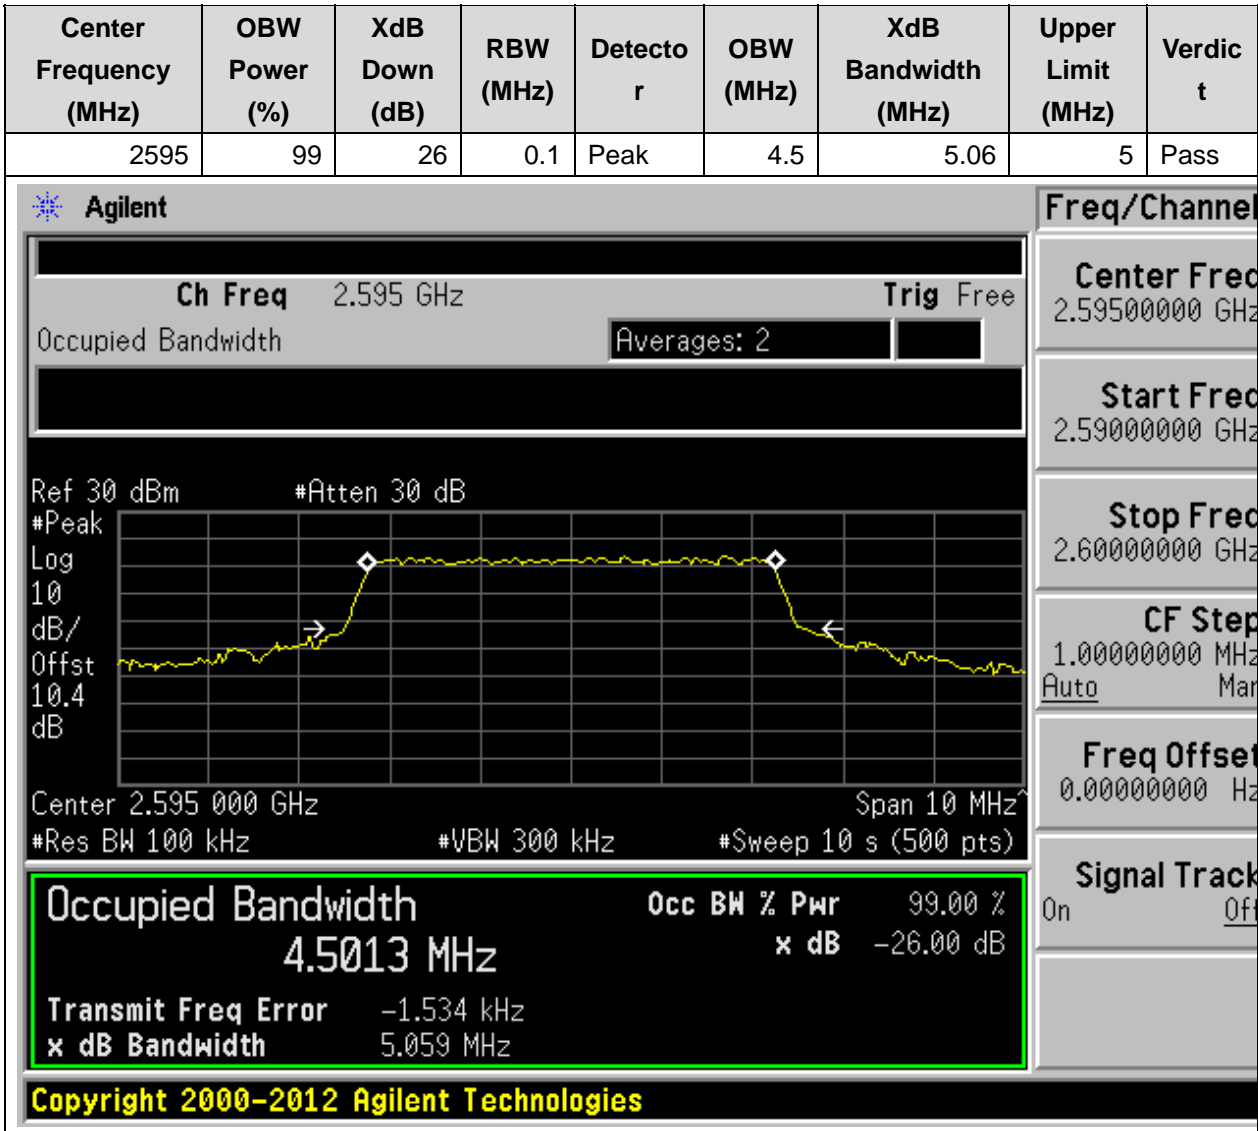 Center Frequency (MHz) OBW Power (%) XdB Down (dB) RBW (MHz) Detecto r OBW (MHz) XdB Bandwidth (MHz) Upper Limit (MHz) Verdic t
2595 99 26 0.1 Peak 4.5 5.06 5 Pass
Agilent
Freq/Channel
Ch Freq 2.595 GHz Trig Free
Occupied Bandwidth Averages: 2
Center Freq
2.59500000 GHz
Start Freq
2.59000000 GHz
Stop Freq
2.60000000 GHz
CF Step
1.00000000 MHz
Auto Man
Freq Offset
0.00000000 Hz
Signal Track
On Off
Ref 30 dBm #Atten 30 dB
#Peak
Log
10
dB/
Offst
10.4
dB
Center 2.595 000 GHz Span 10 MHz^
#Res BW 100 kHz #VBW 300 kHz #Sweep 10 s (500 pts)
Occupied Bandwidth Occ BW % Pwr 99.00 %
4.5013 MHz x dB -26.00 dB
Transmit Freq Error -1.534 kHz
x dB Bandwidth 5.059 MHz
Copyright 2000-2012 Agilent Technologies